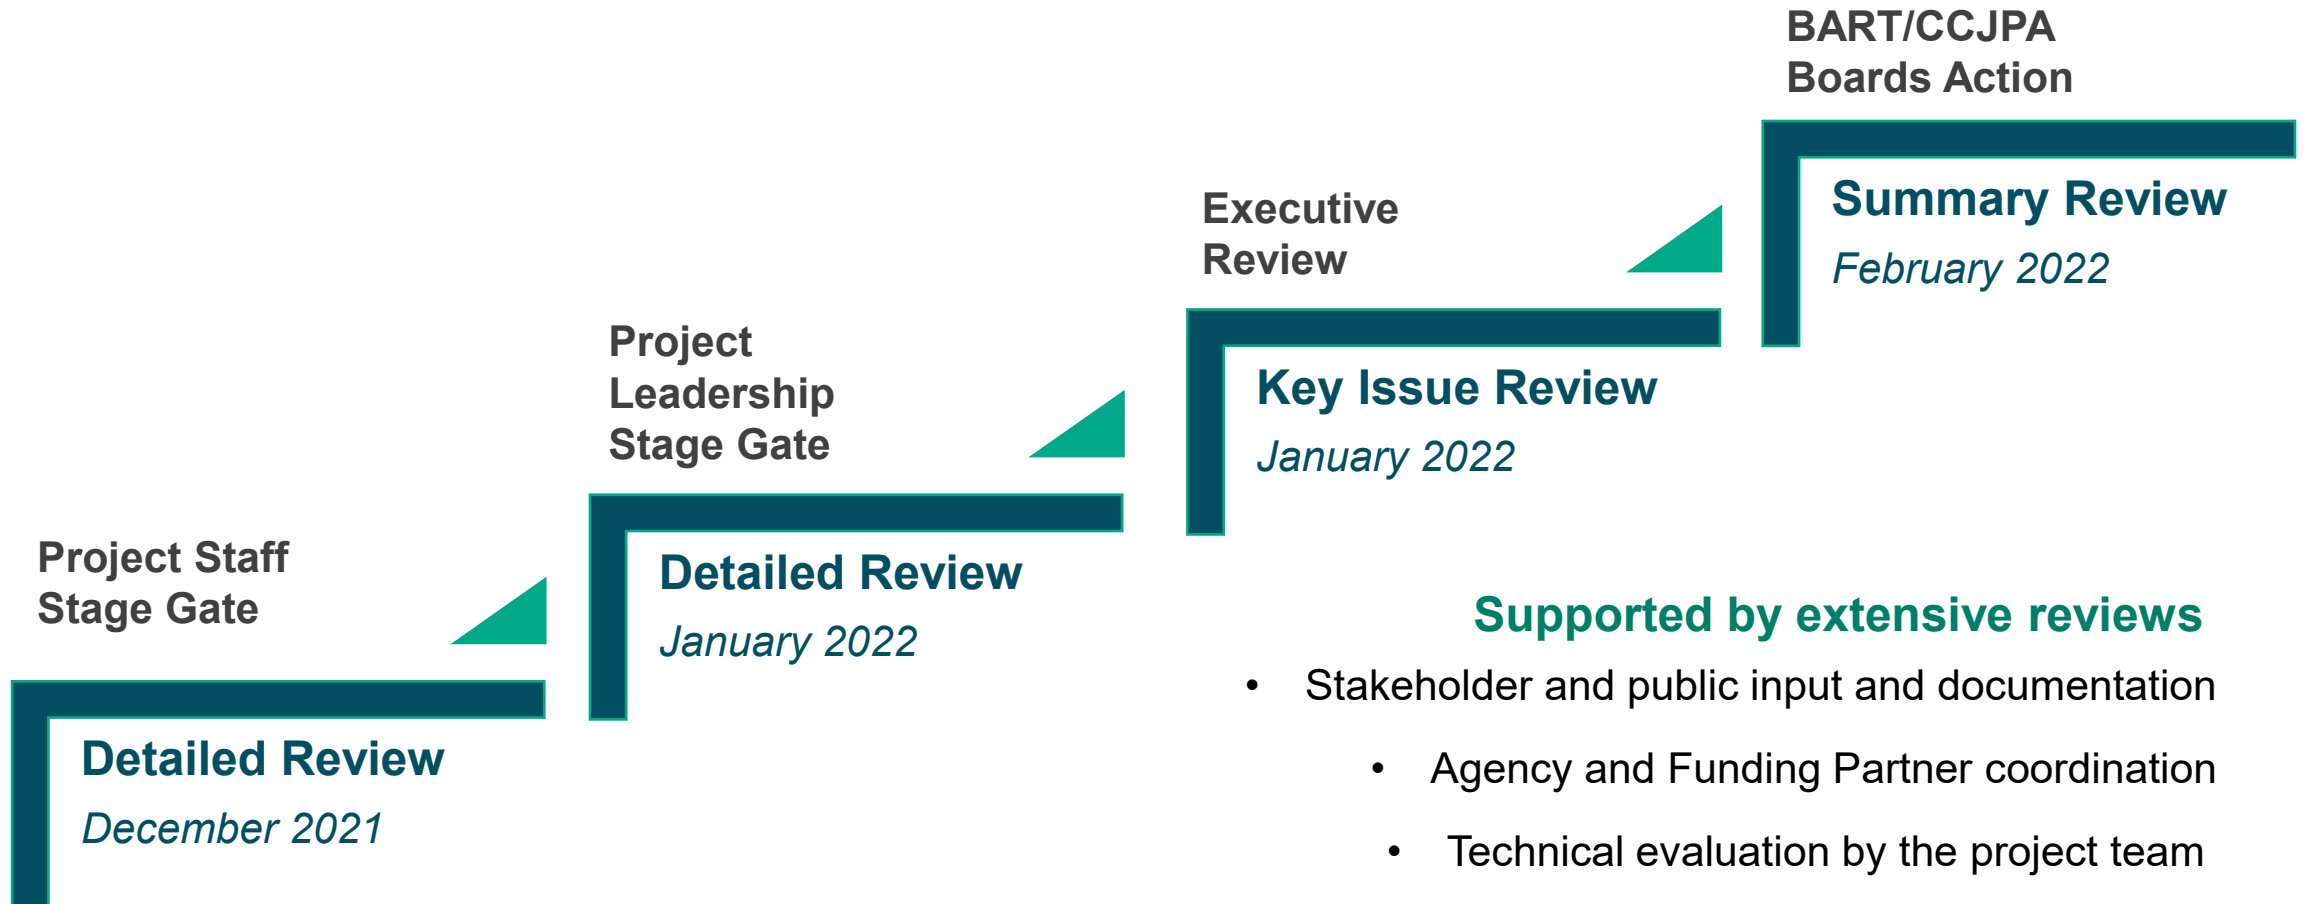 Project Staff
Stage Gate
Detailed Review
December 2021
Project
Leadership
Stage Gate
Detailed Review
January 2022
Executive
Review
Key Issue Review
January 2022
BART/CCJPA
Boards Action
Summary Review
February 2022
Supported by extensive reviews
• Stakeholder and public input and documentation
• Agency and Funding Partner coordination
• Technical evaluation by the project team